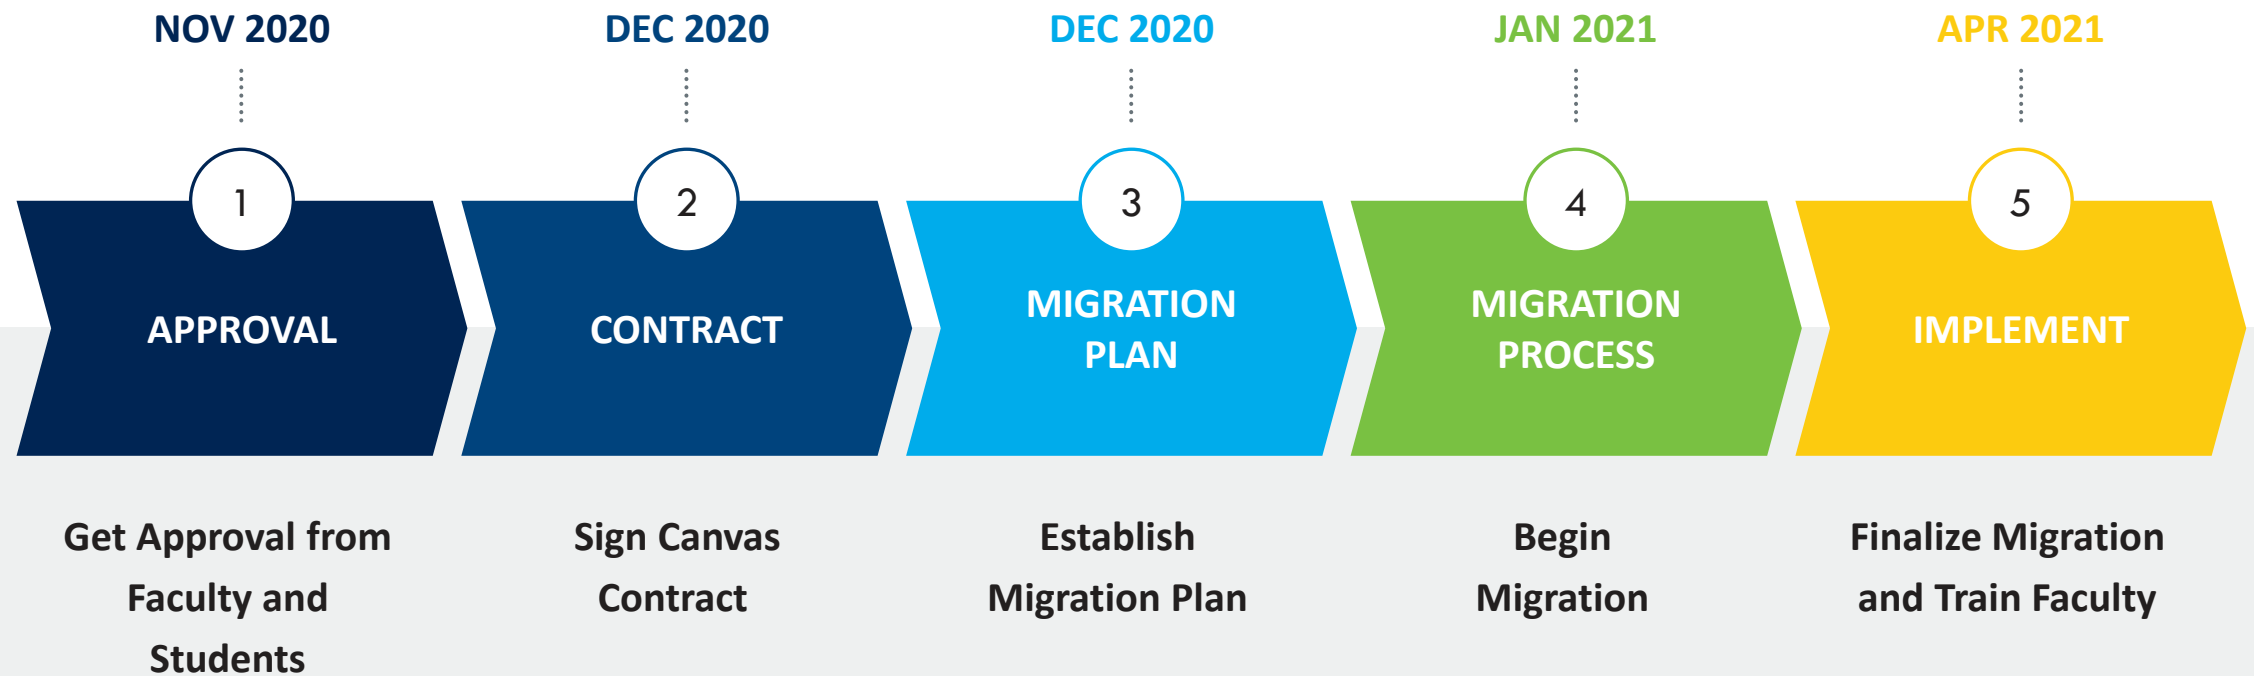 NOV 2020
DEC 2020
DEC 2020
JAN 2021
APR 2021
1
2
3
4
5
APPROVAL
CONTRACT
MIGRATION
PLAN
MIGRATION
PROCESS
IMPLEMENT
Get Approval from
Faculty and
Students
Sign Canvas
Contract
Establish
Migration Plan
Begin
Migration
Finalize Migration
and Train Faculty